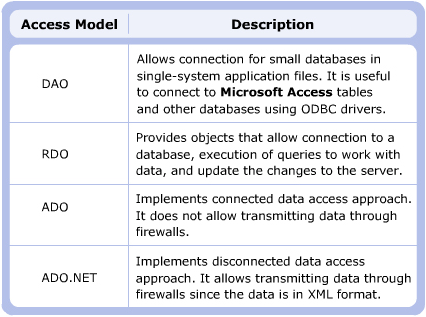 Access Model Description
DAO
Allows connection for small databases in
single-system application files. It is useful
to connect to Microsoft Access tables
and other databases using ODBC drivers.
RDO
Provides objects that allow connection to a
database, execution of queries to work with
data, and update the changes to the server.
ADO
Implements connected data access approach.
It does not allow transmitting data through
firewalls.
ADO.NET
Implements disconnected data access
approach. It allows transmitting data through
firewalls since the data is in XML format.